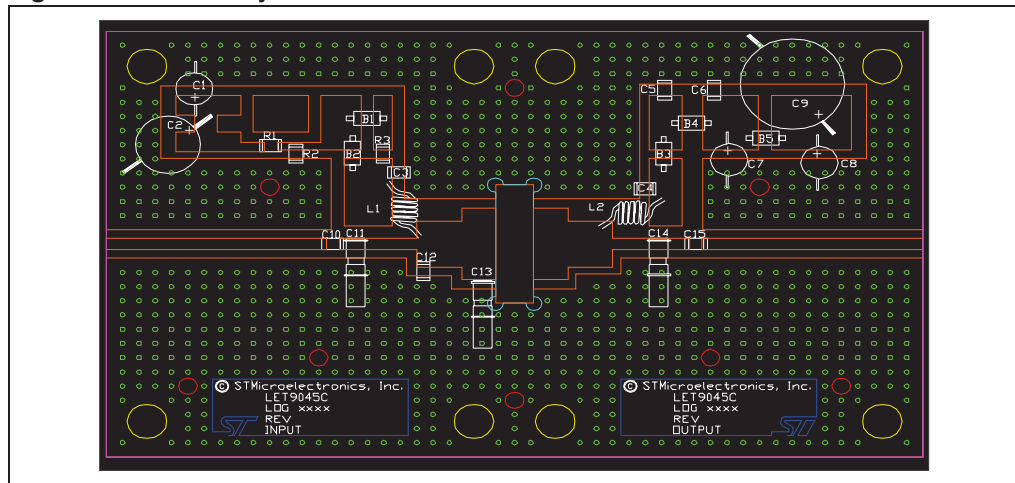 C1
C2
R1
R2
B1
B2
R3
C3
L1
C10
C11
C12
C13
C5
C6
C9
B4
B5
B3
C7
C8
C4
L2
C14
C15
© STMicroelectronics, Inc.
LET9045C
LOG xxxx
REV
INPUT
ST
© STMicroelectronics, Inc.
LET9045C
LOG xxxx
REV
OUTPUT
ST